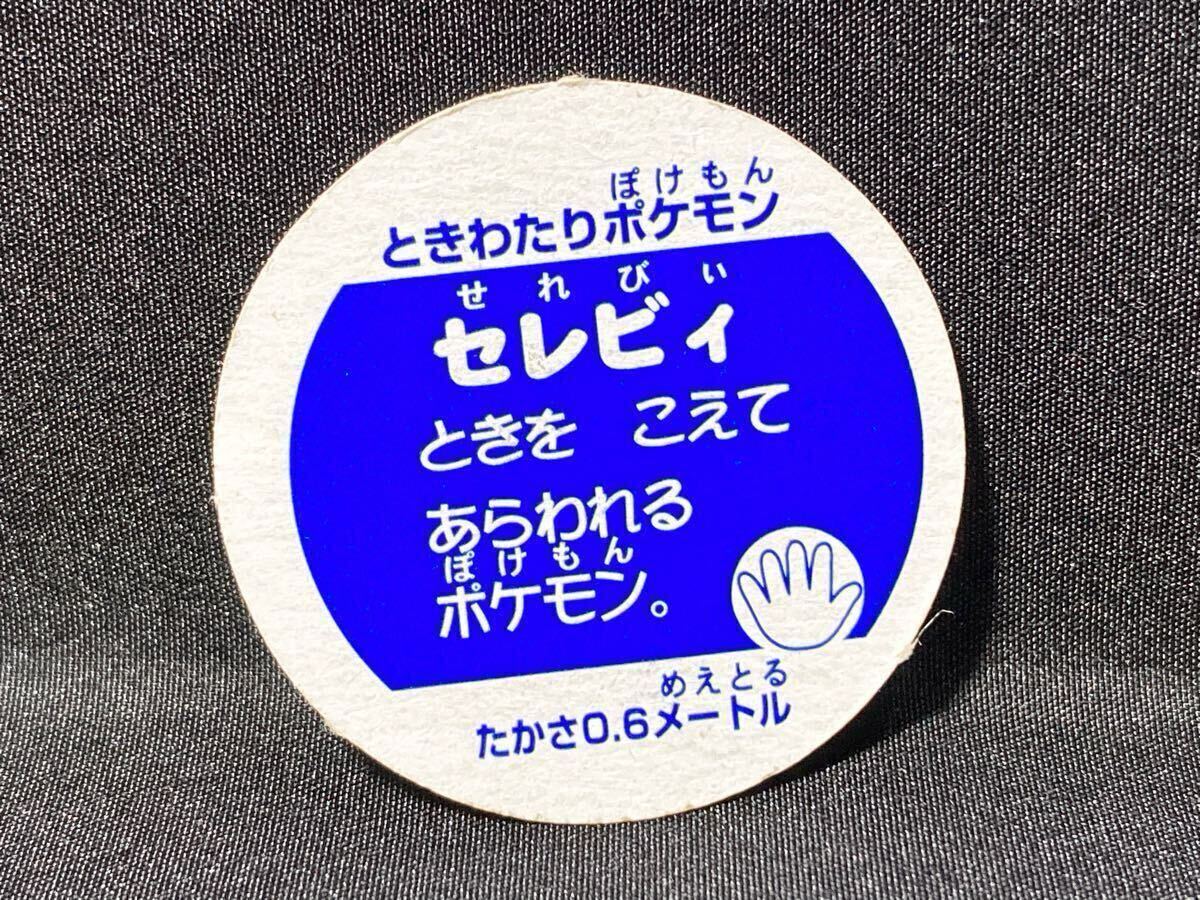 ぽけもん
ときわたりポケモン
せれびぃ
セレビィ
ときを　こえて
あらわれる
ぽけもん
ポケモン。
めえとる
たかさ0.6メートル